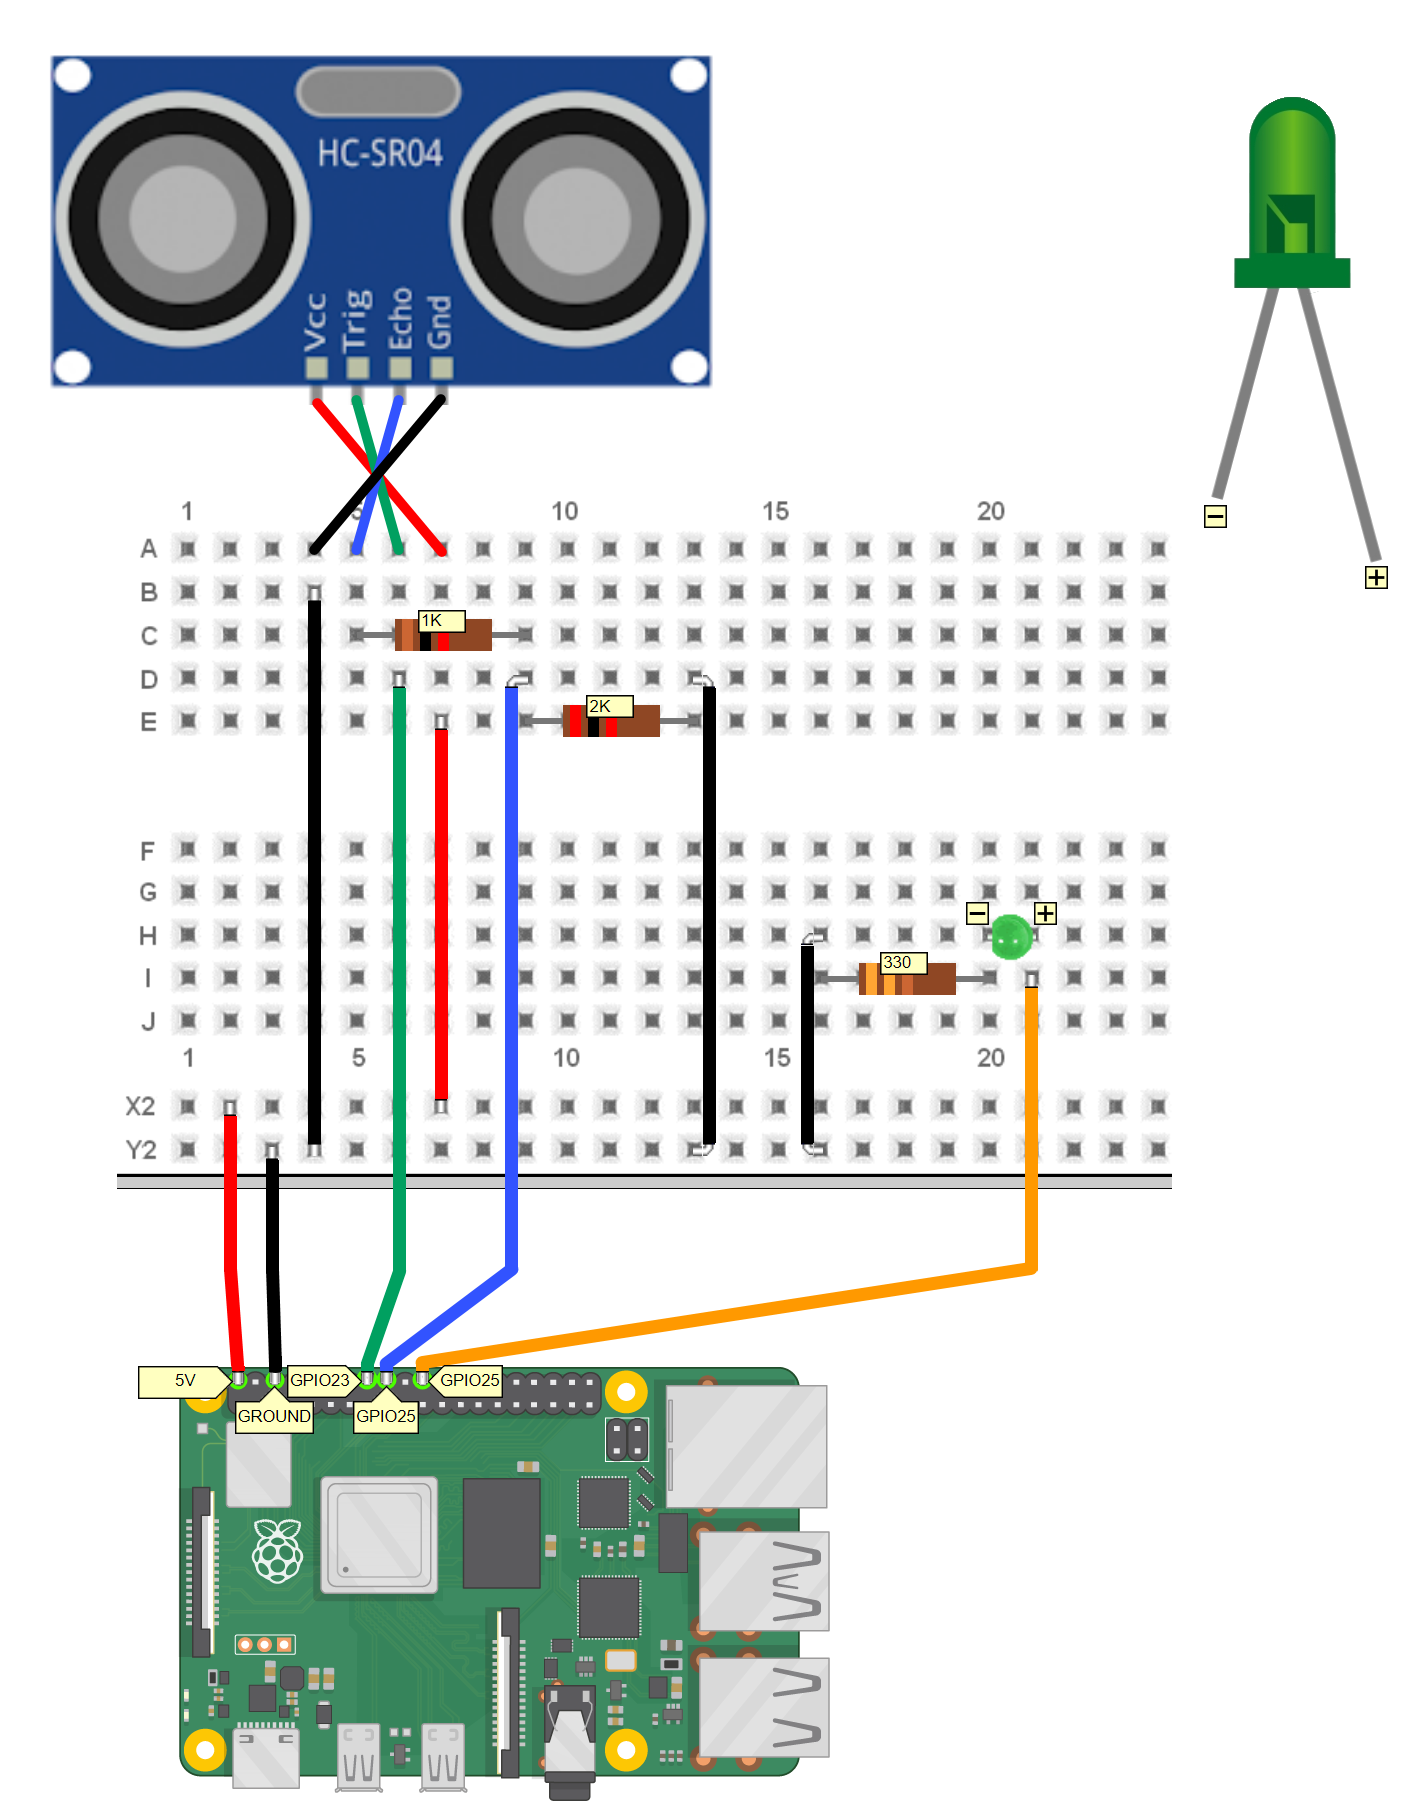 HC-SR04
Vcc
Trig
Echo
Gnd
1 5 10 15 20
A
B
C
1K
D
E
2K
F
G
− +
H
I
330
J
1 5 10 15 20
X2
Y2
−
+
5V
GPIO23
GPIO25
GROUND
GPIO25